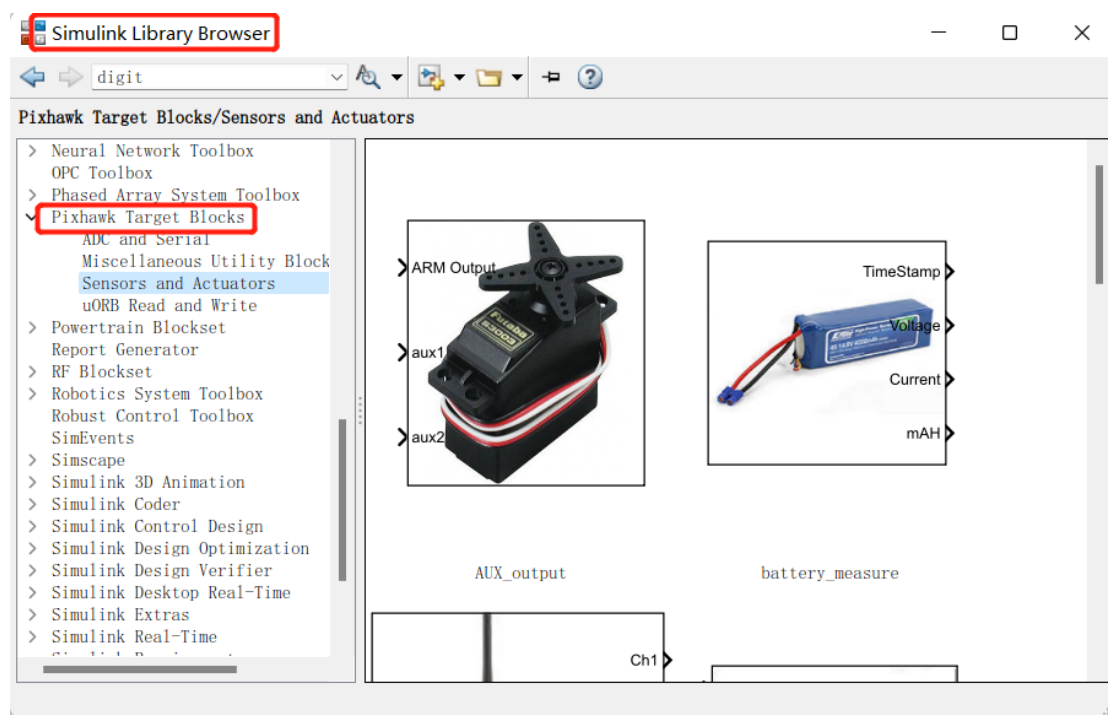 Simulink Library Browser
digit
Pixhawk Target Blocks/Sensors and Actuators
Neural Network Toolbox
OPC Toolbox
Phased Array System Toolbox
Pixhawk Target Blocks
ADC and Serial
Miscellaneous Utility Block
Sensors and Actuators
uORB Read and Write
Powertrain Blockset
Report Generator
RF Blockset
Robotics System Toolbox
Robust Control Toolbox
SimEvents
Simscape
Simulink 3D Animation
Simulink Coder
Simulink Control Design
Simulink Design Optimization
Simulink Design Verifier
Simulink Desktop Real-Time
Simulink Extras
Simulink Real-Time
ARM Output
aux1
aux2
Futaba
S3003
AUX_output
TimeStamp
Voltage
Current
mAH
battery_measure
Ch1